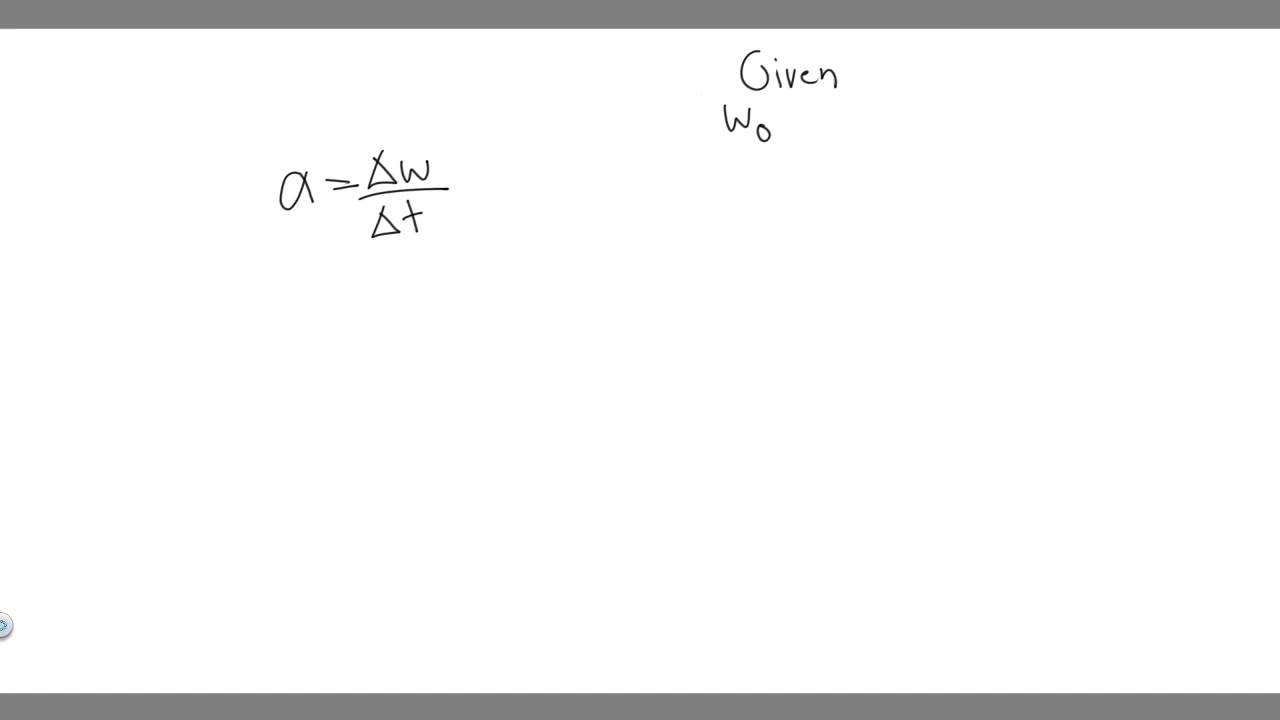 Given
W₀
a = Δw / Δt